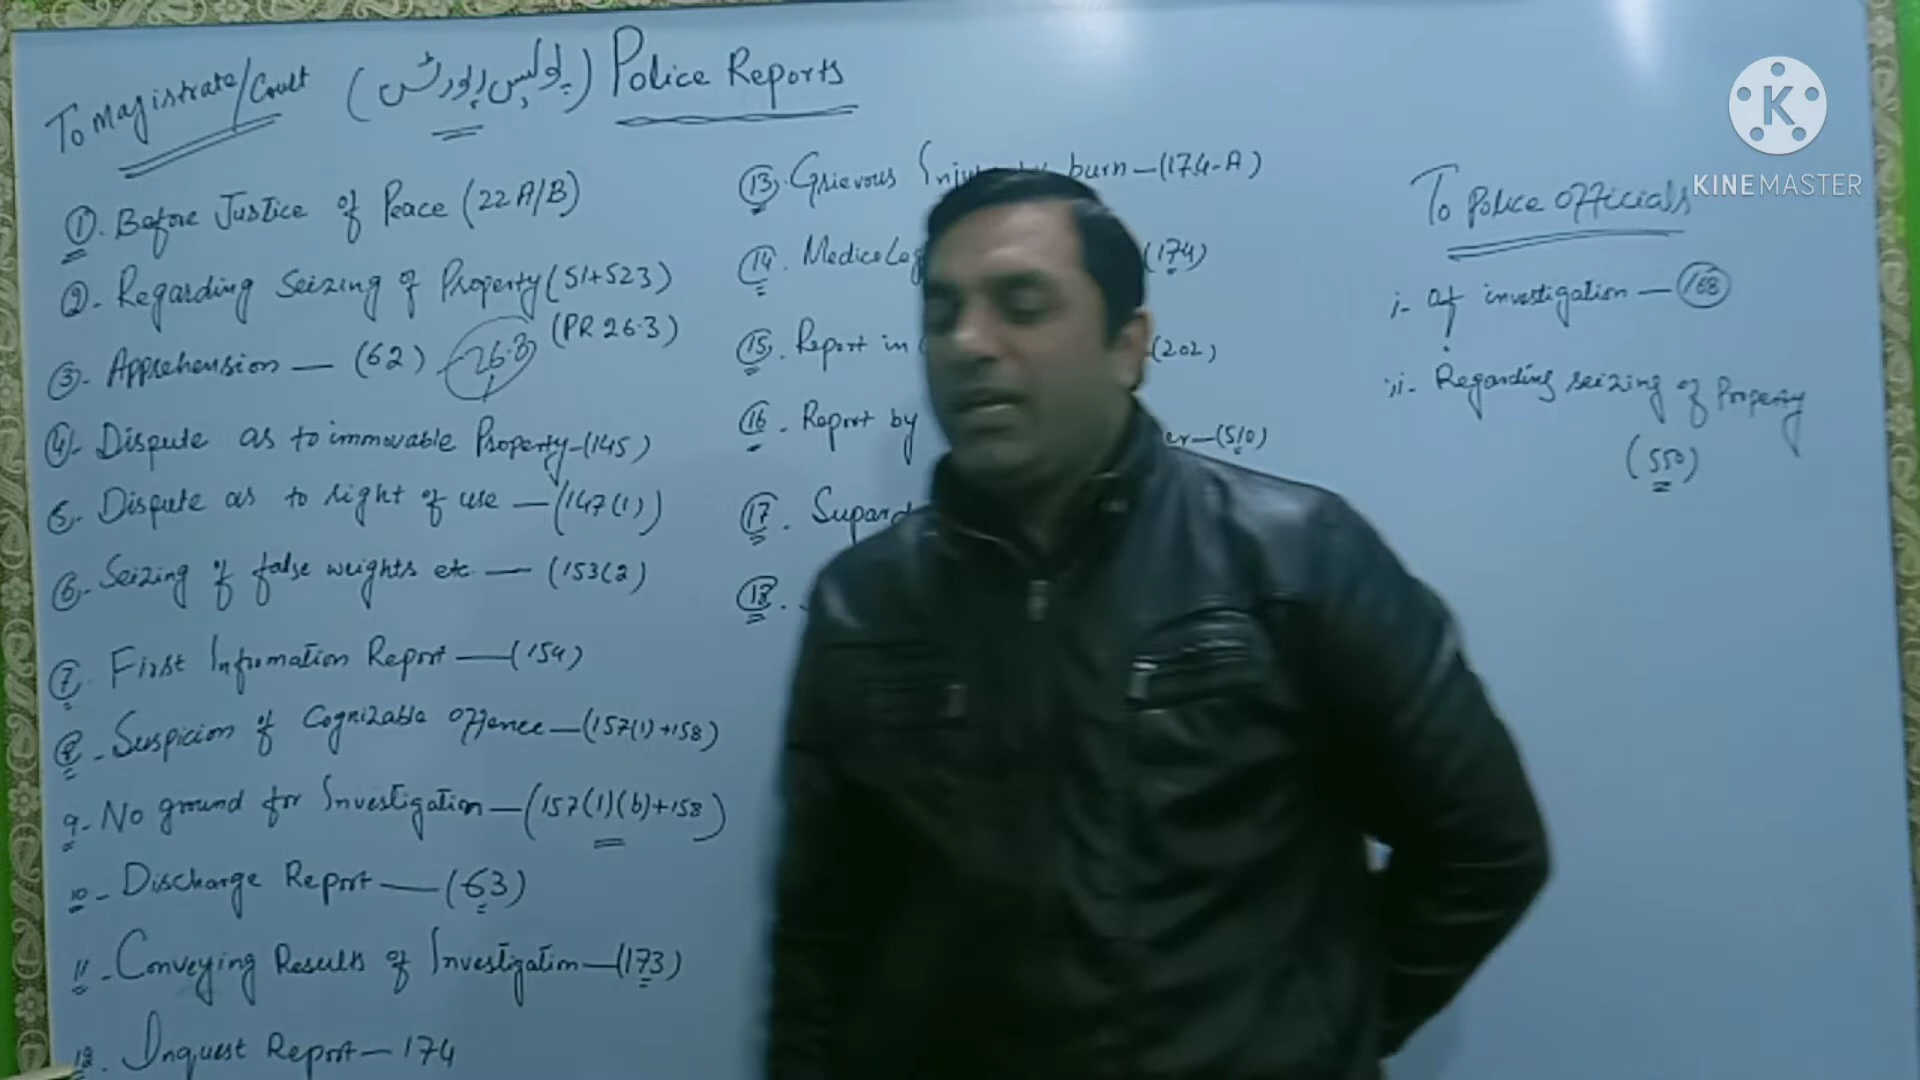 To Magistrate/Court (پولیس رپورٹس) Police Reports
1. Before Justice of Peace (22 A/B)
2- Regarding Seizing of Property (51+523)
(PR 26.3)
3- Apprehension — (62) - 26.3
4- Dispute as to immovable Property-(145)
5- Dispute as to right of use —(147(1))
6- Seizing of false weights etc — (153(2)
7. First Infromation Report —(154)
8- Suspicion of Cognizable offence—(157(1)+158)
9- No ground for Investigation—(157(1)(b)+158)
10- Discharge Report — (63)
11- Conveying Results of Investigation—(173)
12. Inquest Report— 174
13. Grievous burn—(174-A)
14. (174)
15. Report in (202)
16. Report by er—(510)
17.
18.
To Police officials
i- of investigation — 168
ii- Regarding seizing of Property
(550)
K
KINEMASTER